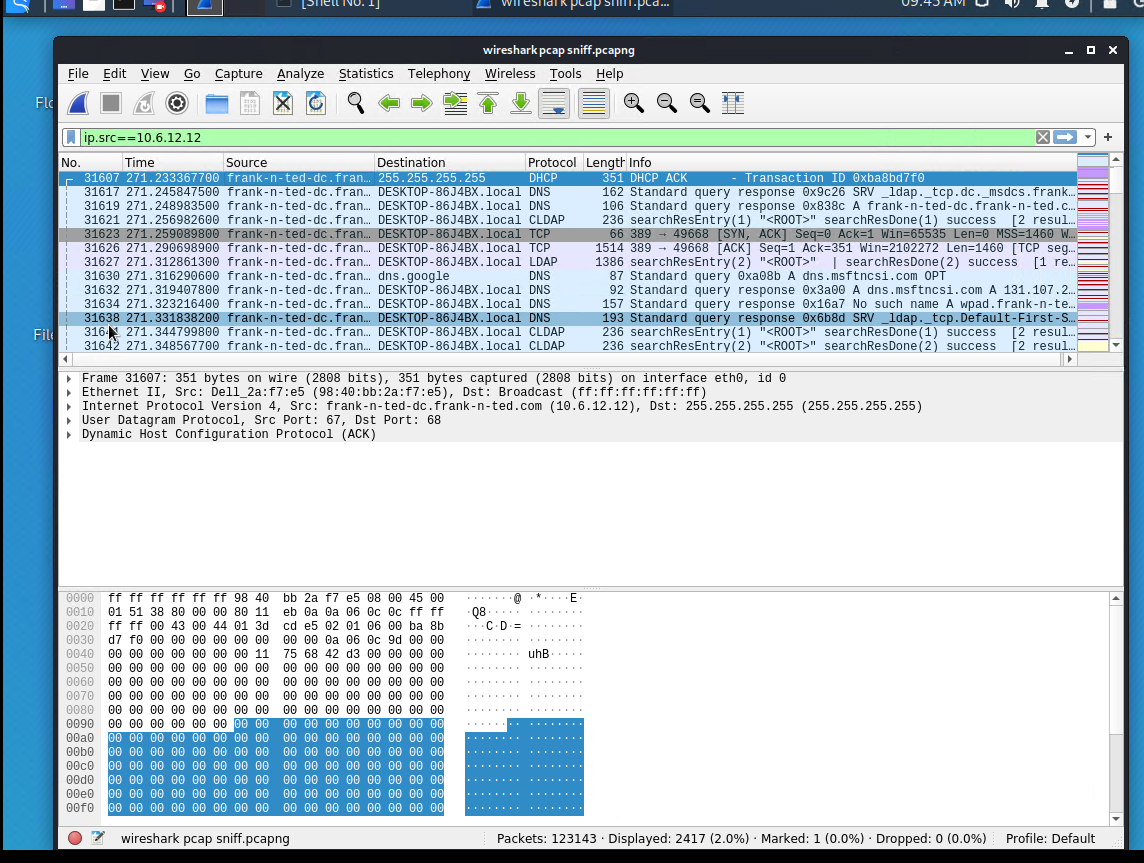 [Shell No. 1]
wireshark pcap sniff.pca...
09:45 AM
wireshark pcap sniff.pcapng
File Edit View Go Capture Analyze Statistics Telephony Wireless Tools Help
ip.src==10.6.12.12
No. Time Source Destination Protocol Length Info
31607 271.233367700 frank-n-ted-dc.fran… 255.255.255.255 DHCP 351 DHCP ACK - Transaction ID 0xba8bd7f0
31617 271.245847500 frank-n-ted-dc.fran… DESKTOP-86J4BX.local DNS 162 Standard query response 0x9c26 SRV _ldap._tcp.dc._msdcs.frank…
31619 271.248983500 frank-n-ted-dc.fran… DESKTOP-86J4BX.local DNS 106 Standard query response 0x838c A frank-n-ted-dc.frank-n-ted.c…
31621 271.256982600 frank-n-ted-dc.fran… DESKTOP-86J4BX.local CLDAP 236 searchResEntry(1) "<ROOT>" searchResDone(1) success [2 resul…
31623 271.259089800 frank-n-ted-dc.fran… DESKTOP-86J4BX.local TCP 66 389 → 49668 [SYN, ACK] Seq=0 Ack=1 Win=65535 Len=0 MSS=1460 W…
31626 271.290698900 frank-n-ted-dc.fran… DESKTOP-86J4BX.local TCP 1514 389 → 49668 [ACK] Seq=1 Ack=351 Win=2102272 Len=1460 [TCP seg…
31627 271.312861300 frank-n-ted-dc.fran… DESKTOP-86J4BX.local LDAP 1386 searchResEntry(2) "<ROOT>" | searchResDone(2) success [1 re…
31630 271.316290600 frank-n-ted-dc.fran… dns.google DNS 87 Standard query 0xa08b A dns.msftncsi.com OPT
31632 271.319407800 frank-n-ted-dc.fran… DESKTOP-86J4BX.local DNS 92 Standard query response 0x3a00 A dns.msftncsi.com A 131.107.2…
31634 271.323216400 frank-n-ted-dc.fran… DESKTOP-86J4BX.local DNS 157 Standard query response 0x16a7 No such name A wpad.frank-n-te…
31638 271.331838200 frank-n-ted-dc.fran… DESKTOP-86J4BX.local DNS 193 Standard query response 0x6b8d SRV _ldap._tcp.Default-First-S…
271.344799800 frank-n-ted-dc.fran… DESKTOP-86J4BX.local CLDAP 236 searchResEntry(1) "<ROOT>" searchResDone(1) success [2 resul…
31642 271.348567700 frank-n-ted-dc.fran… DESKTOP-86J4BX.local CLDAP 236 searchResEntry(2) "<ROOT>" searchResDone(2) success [2 resul…
Frame 31607: 351 bytes on wire (2808 bits), 351 bytes captured (2808 bits) on interface eth0, id 0
Ethernet II, Src: Dell_2a:f7:e5 (98:40:bb:2a:f7:e5), Dst: Broadcast (ff:ff:ff:ff:ff:ff)
Internet Protocol Version 4, Src: frank-n-ted-dc.frank-n-ted.com (10.6.12.12), Dst: 255.255.255.255 (255.255.255.255)
User Datagram Protocol, Src Port: 67, Dst Port: 68
Dynamic Host Configuration Protocol (ACK)
0000 ff ff ff ff ff ff 98 40 bb 2a f7 e5 08 00 45 00 ·······@ ·*····E·
0010 01 51 38 80 00 00 80 11 eb 0a 0a 06 0c 0c ff ff ·Q8····· ········
0020 ff ff 00 43 00 44 01 3d cd e5 02 01 06 00 ba 8b ···C·D·= ········
0030 d7 f0 00 00 00 00 00 00 00 00 0a 06 0c 9d 00 00 ········ ········
0040 00 00 00 00 00 00 00 11 75 68 42 d3 00 00 00 00 ········ uhB·····
0050 00 00 00 00 00 00 00 00 00 00 00 00 00 00 00 00 ········ ········
0060 00 00 00 00 00 00 00 00 00 00 00 00 00 00 00 00 ········ ········
0070 00 00 00 00 00 00 00 00 00 00 00 00 00 00 00 00 ········ ········
0080 00 00 00 00 00 00 00 00 00 00 00 00 00 00 00 00 ········ ········
0090 00 00 00 00 00 00 00 00 00 00 00 00 00 00 00 00 ········ ········
00a0 00 00 00 00 00 00 00 00 00 00 00 00 00 00 00 00 ········ ········
00b0 00 00 00 00 00 00 00 00 00 00 00 00 00 00 00 00 ········ ········
00c0 00 00 00 00 00 00 00 00 00 00 00 00 00 00 00 00 ········ ········
00d0 00 00 00 00 00 00 00 00 00 00 00 00 00 00 00 00 ········ ········
00e0 00 00 00 00 00 00 00 00 00 00 00 00 00 00 00 00 ········ ········
00f0 00 00 00 00 00 00 00 00 00 00 00 00 00 00 00 00 ········ ········
wireshark pcap sniff.pcapng
Packets: 123143 · Displayed: 2417 (2.0%) · Marked: 1 (0.0%) · Dropped: 0 (0.0%)
Profile: Default